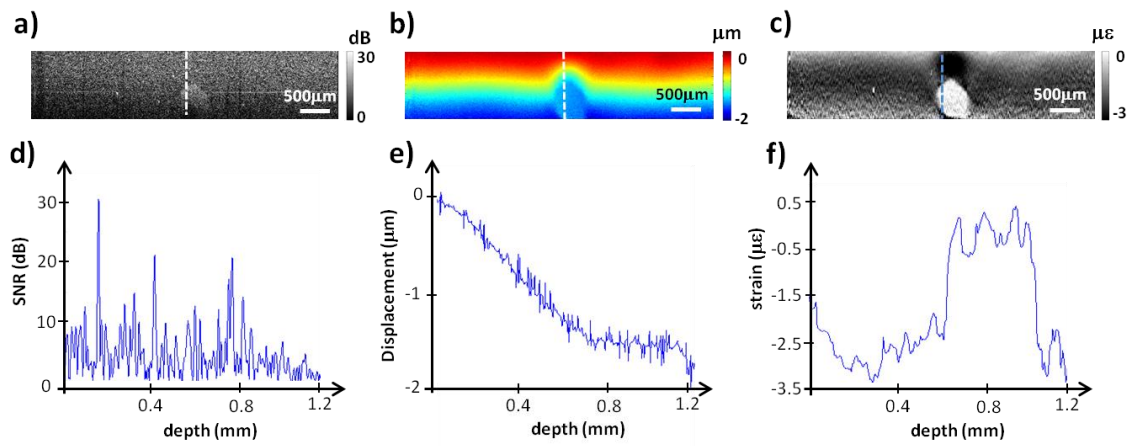 a)
dB
30
0
500μm
b)
μm
0
-2
500μm
c)
με
0
-3
500μm
d)
SNR (dB)
30
20
10
0
0.4
0.8
1.2
depth (mm)
e)
Displacement (μm)
0
-1
-2
0.4
0.8
1.2
depth (mm)
f)
strain (με)
0.5
-0.5
-1.5
-2.5
-3.5
0.4
0.8
1.2
depth (mm)